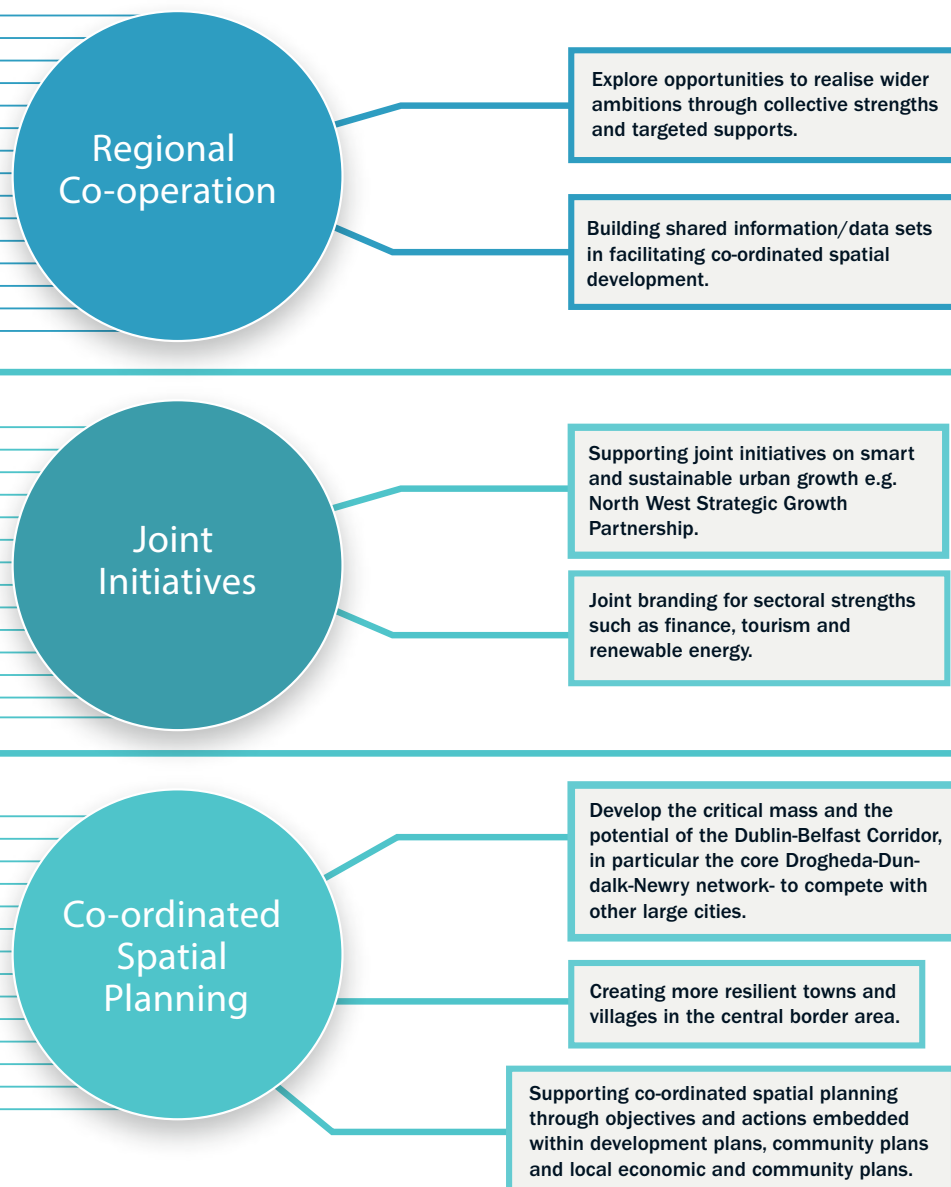 Regional
Co-operation
Explore opportunities to realise wider
ambitions through collective strengths
and targeted supports.
Building shared information/data sets
in facilitating co-ordinated spatial
development.
Joint
Initiatives
Supporting joint initiatives on smart
and sustainable urban growth e.g.
North West Strategic Growth
Partnership.
Joint branding for sectoral strengths
such as finance, tourism and
renewable energy.
Co-ordinated
Spatial
Planning
Develop the critical mass and the
potential of the Dublin-Belfast Corridor,
in particular the core Drogheda-Dun-
dalk-Newry network- to compete with
other large cities.
Creating more resilient towns and
villages in the central border area.
Supporting co-ordinated spatial planning
through objectives and actions embedded
within development plans, community plans
and local economic and community plans.